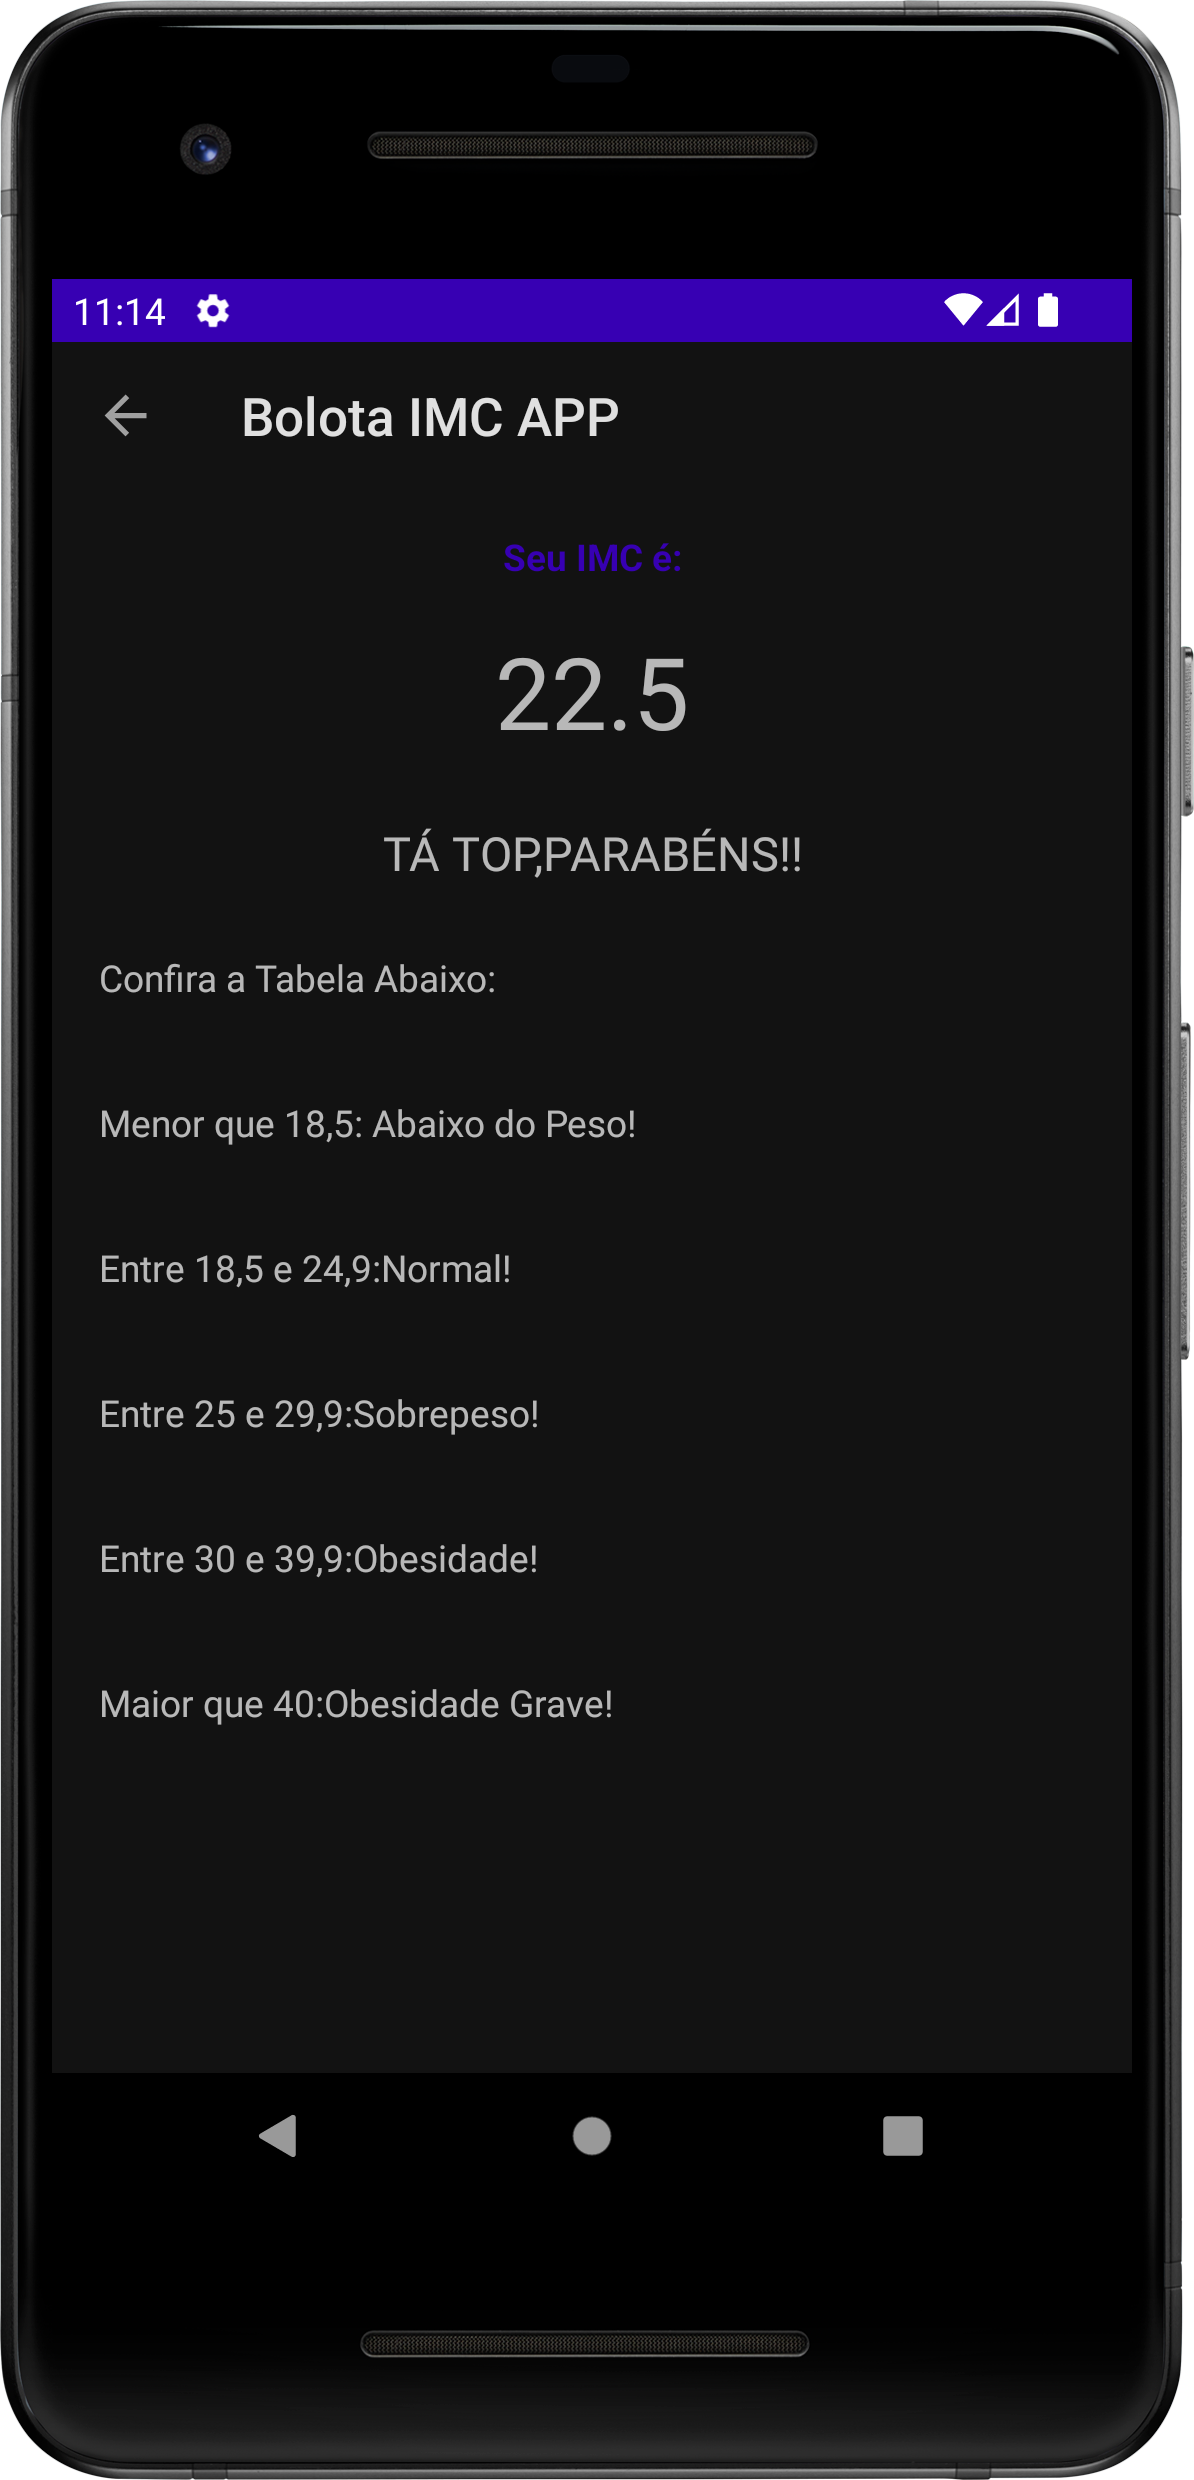 11:14
Bolota IMC APP
Seu IMC é:
22.5
TÁ TOP,PARABÉNS!!
Confira a Tabela Abaixo:
Menor que 18,5: Abaixo do Peso!
Entre 18,5 e 24,9:Normal!
Entre 25 e 29,9:Sobrepeso!
Entre 30 e 39,9:Obesidade!
Maior que 40:Obesidade Grave!